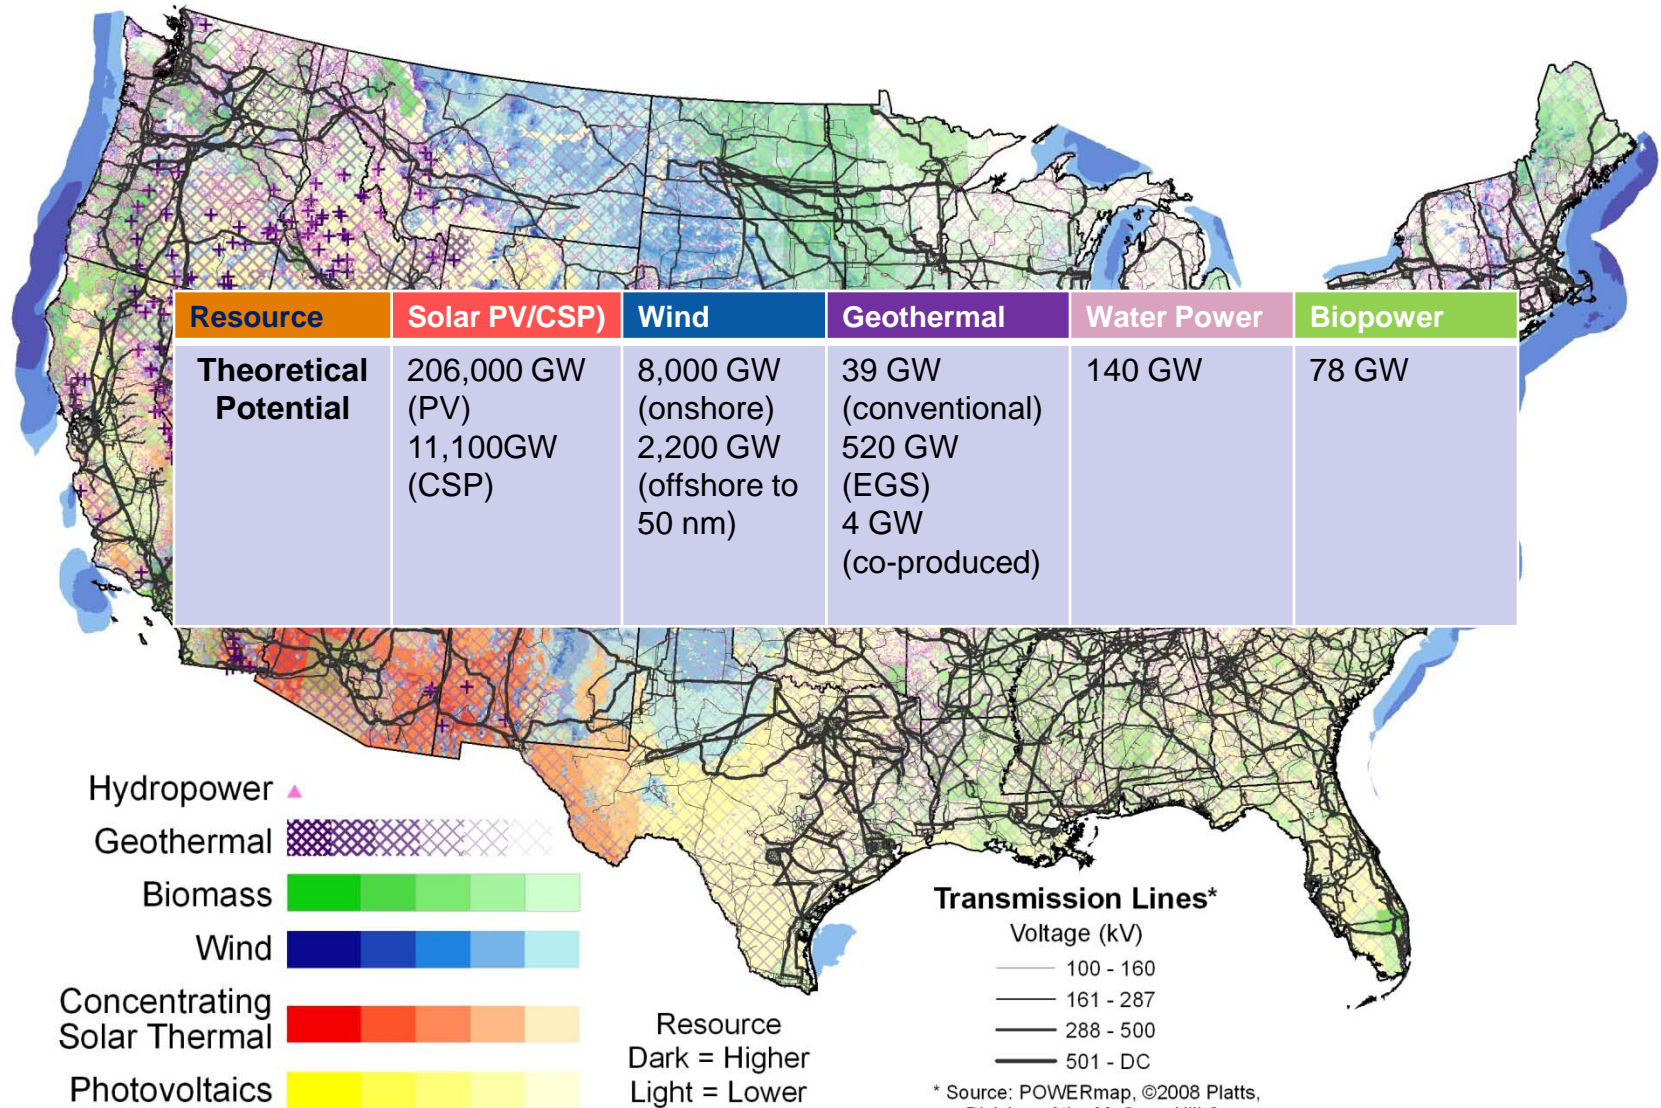 Resource
Solar PV/CSP)
Wind
Geothermal
Water Power
Biopower
Theoretical
Potential
206,000 GW
(PV)
11,100GW
(CSP)
8,000 GW
(onshore)
2,200 GW
(offshore to
50 nm)
39 GW
(conventional)
520 GW
(EGS)
4 GW
(co-produced)
140 GW
78 GW
Hydropower
Geothermal
Biomass
Wind
Concentrating
Solar Thermal
Photovoltaics
Resource
Dark = Higher
Light = Lower
Transmission Lines*
Voltage (kV)
100 - 160
161 - 287
288 - 500
501 - DC
* Source: POWERmap, ©2008 Platts,